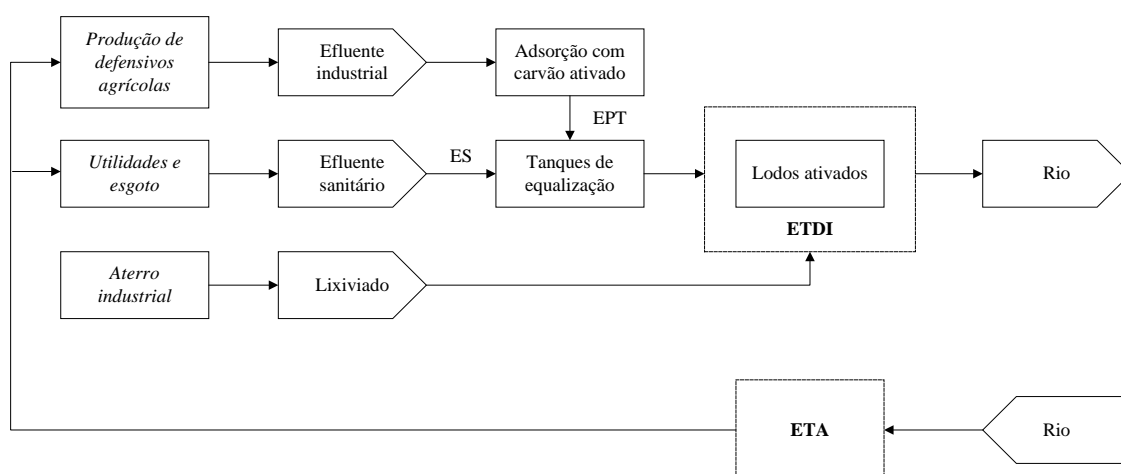 Produção de
defensivos
agrícolas
Efluente
industrial
Adsorção com
carvão ativado
EPT
Utilidades e
esgoto
Efluente
sanitário
ES
Tanques de
equalização
Lodos ativados
ETDI
Rio
Aterro
industrial
Lixiviado
ETA
Rio